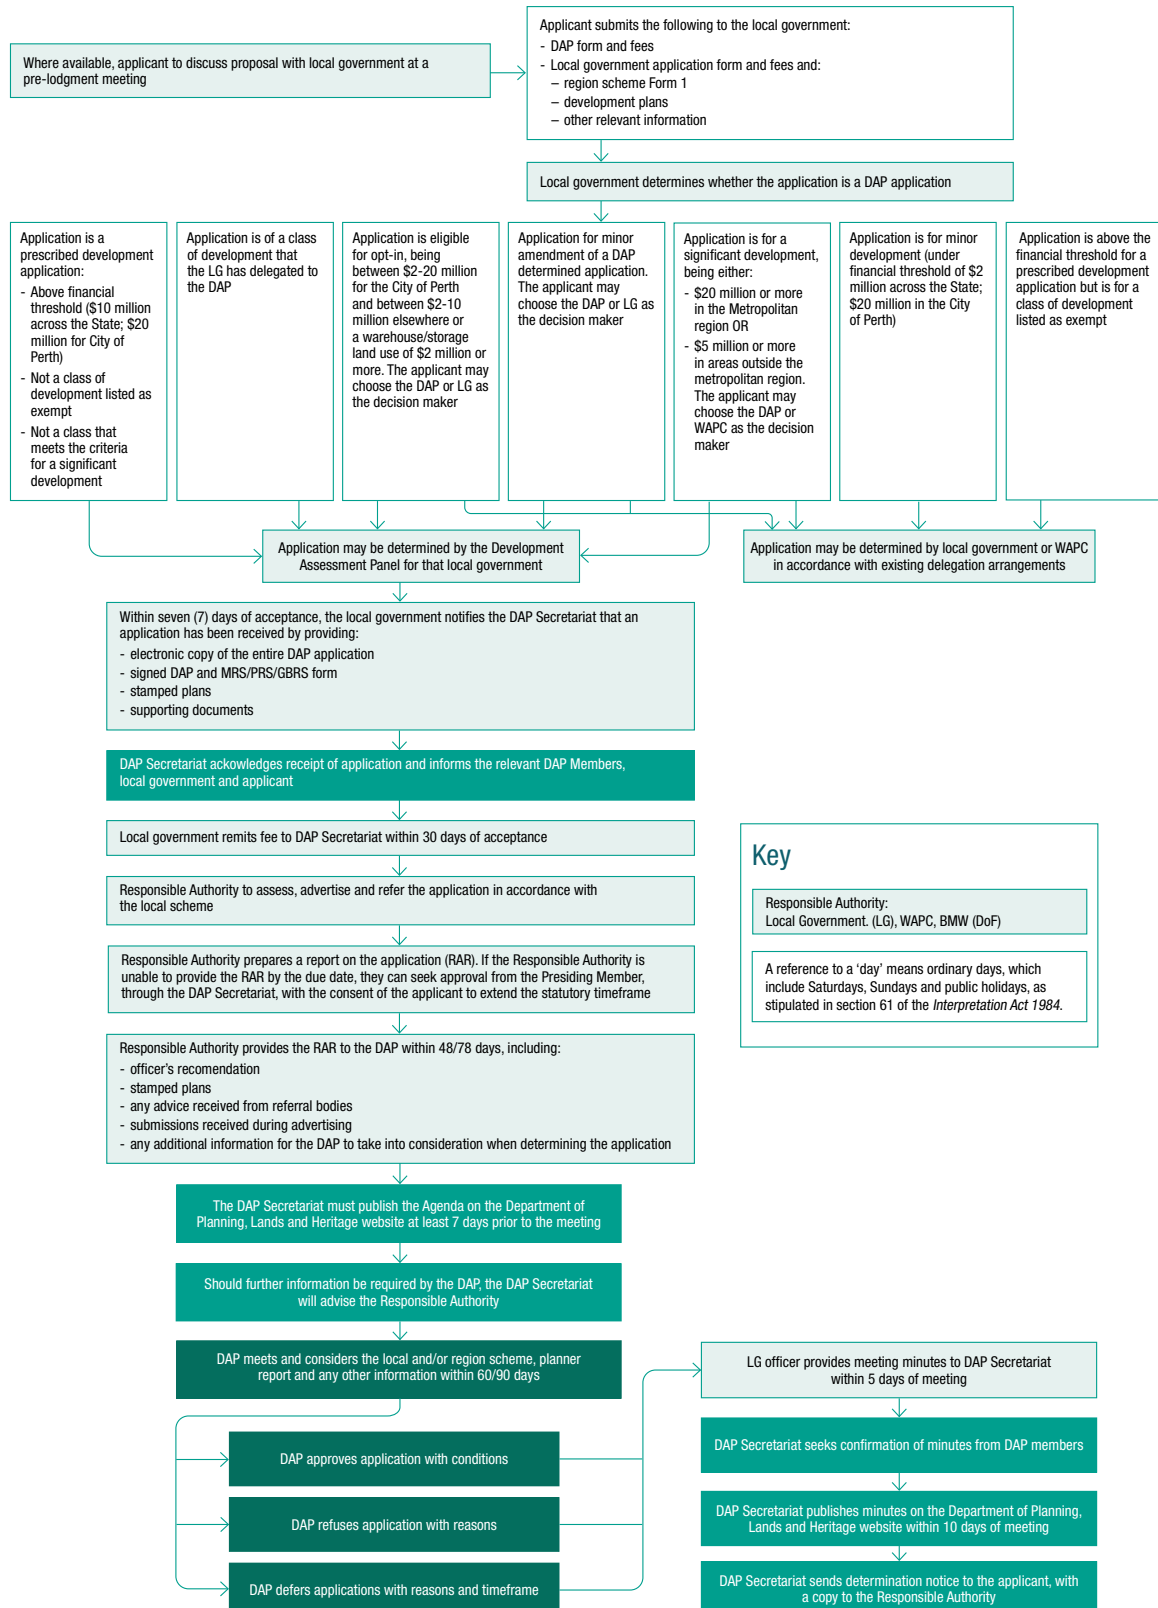 Where available, applicant to discuss proposal with local government at a
pre-lodgment meeting
Applicant submits the following to the local government:
- DAP form and fees
- Local government application form and fees and:
– region scheme Form 1
– development plans
– other relevant information
Local government determines whether the application is a DAP application
Application is a
prescribed development
application:
- Above financial
threshold ($10 million
across the State; $20
million for City of
Perth)
- Not a class of
development listed as
exempt
- Not a class that
meets the criteria
for a significant
development
Application is of a class
of development that
the LG has delegated to
the DAP
Application is eligible
for opt-in, being
between $2-20 million
for the City of Perth
and between $2-10
million elsewhere or
a warehouse/storage
land use of $2 million or
more. The applicant may
choose the DAP or LG as
the decision maker
Application for minor
amendment of a DAP
determined application.
The applicant may
choose the DAP or LG as
the decision maker
Application is for a
significant development,
being either:
- $20 million or more
in the Metropolitan
region OR
- $5 million or more
in areas outside the
metropolitan region.
The applicant may
choose the DAP or
WAPC as the decision
maker
Application is for minor
development (under
financial threshold of $2
million across the State;
$20 million in the City
of Perth)
Application is above the
financial threshold for a
prescribed development
application but is for a
class of development
listed as exempt
Application may be determined by the Development
Assessment Panel for that local government
Application may be determined by local government or WAPC
in accordance with existing delegation arrangements
Within seven (7) days of acceptance, the local government notifies the DAP Secretariat that an
application has been received by providing:
- electronic copy of the entire DAP application
- signed DAP and MRS/PRS/GBRS form
- stamped plans
- supporting documents
DAP Secretariat ackowledges receipt of application and informs the relevant DAP Members,
local government and applicant
Local government remits fee to DAP Secretariat within 30 days of acceptance
Responsible Authority to assess, advertise and refer the application in accordance with
the local scheme
Responsible Authority prepares a report on the application (RAR). If the Responsible Authority is
unable to provide the RAR by the due date, they can seek approval from the Presiding Member,
through the DAP Secretariat, with the consent of the applicant to extend the statutory timeframe
Responsible Authority provides the RAR to the DAP within 48/78 days, including:
- officer's recomendation
- stamped plans
- any advice received from referral bodies
- submissions received during advertising
- any additional information for the DAP to take into consideration when determining the application
Key
Responsible Authority:
Local Government. (LG), WAPC, BMW (DoF)
A reference to a ‘day’ means ordinary days, which
include Saturdays, Sundays and public holidays, as
stipulated in section 61 of the Interpretation Act 1984.
The DAP Secretariat must publish the Agenda on the Department of
Planning, Lands and Heritage website at least 7 days prior to the meeting
Should further information be required by the DAP, the DAP Secretariat
will advise the Responsible Authority
DAP meets and considers the local and/or region scheme, planner
report and any other information within 60/90 days
DAP approves application with conditions
DAP refuses application with reasons
DAP defers applications with reasons and timeframe
LG officer provides meeting minutes to DAP Secretariat
within 5 days of meeting
DAP Secretariat seeks confirmation of minutes from DAP members
DAP Secretariat publishes minutes on the Department of Planning,
Lands and Heritage website within 10 days of meeting
DAP Secretariat sends determination notice to the applicant, with
a copy to the Responsible Authority